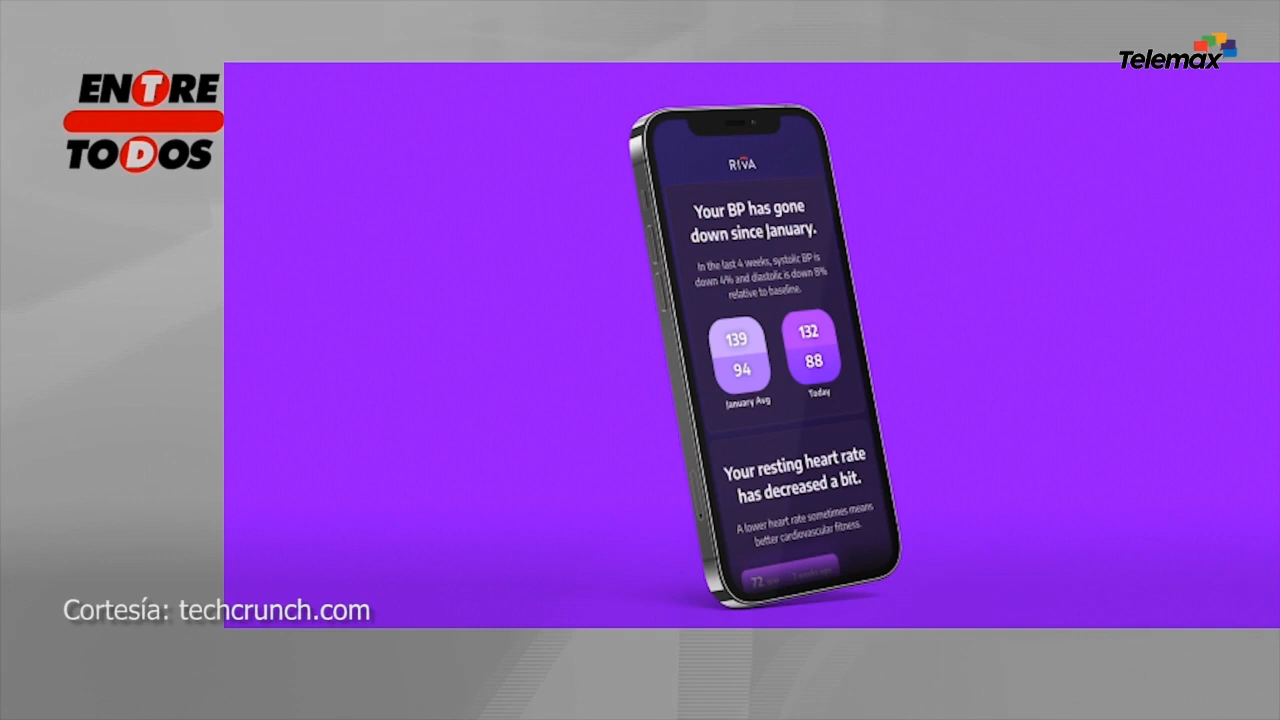 ENTRE
TODOS
Telemax
RIVA
Your BP has gone
down since January.
In the last 4 weeks, systolic BP is
down 4% and diastolic is down 8%
relative to baseline.
139
94
January Avg
132
88
Today
Your resting heart rate
has decreased a bit.
A lower heart rate sometimes means
better cardiovascular fitness.
72
Cortesía: techcrunch.com